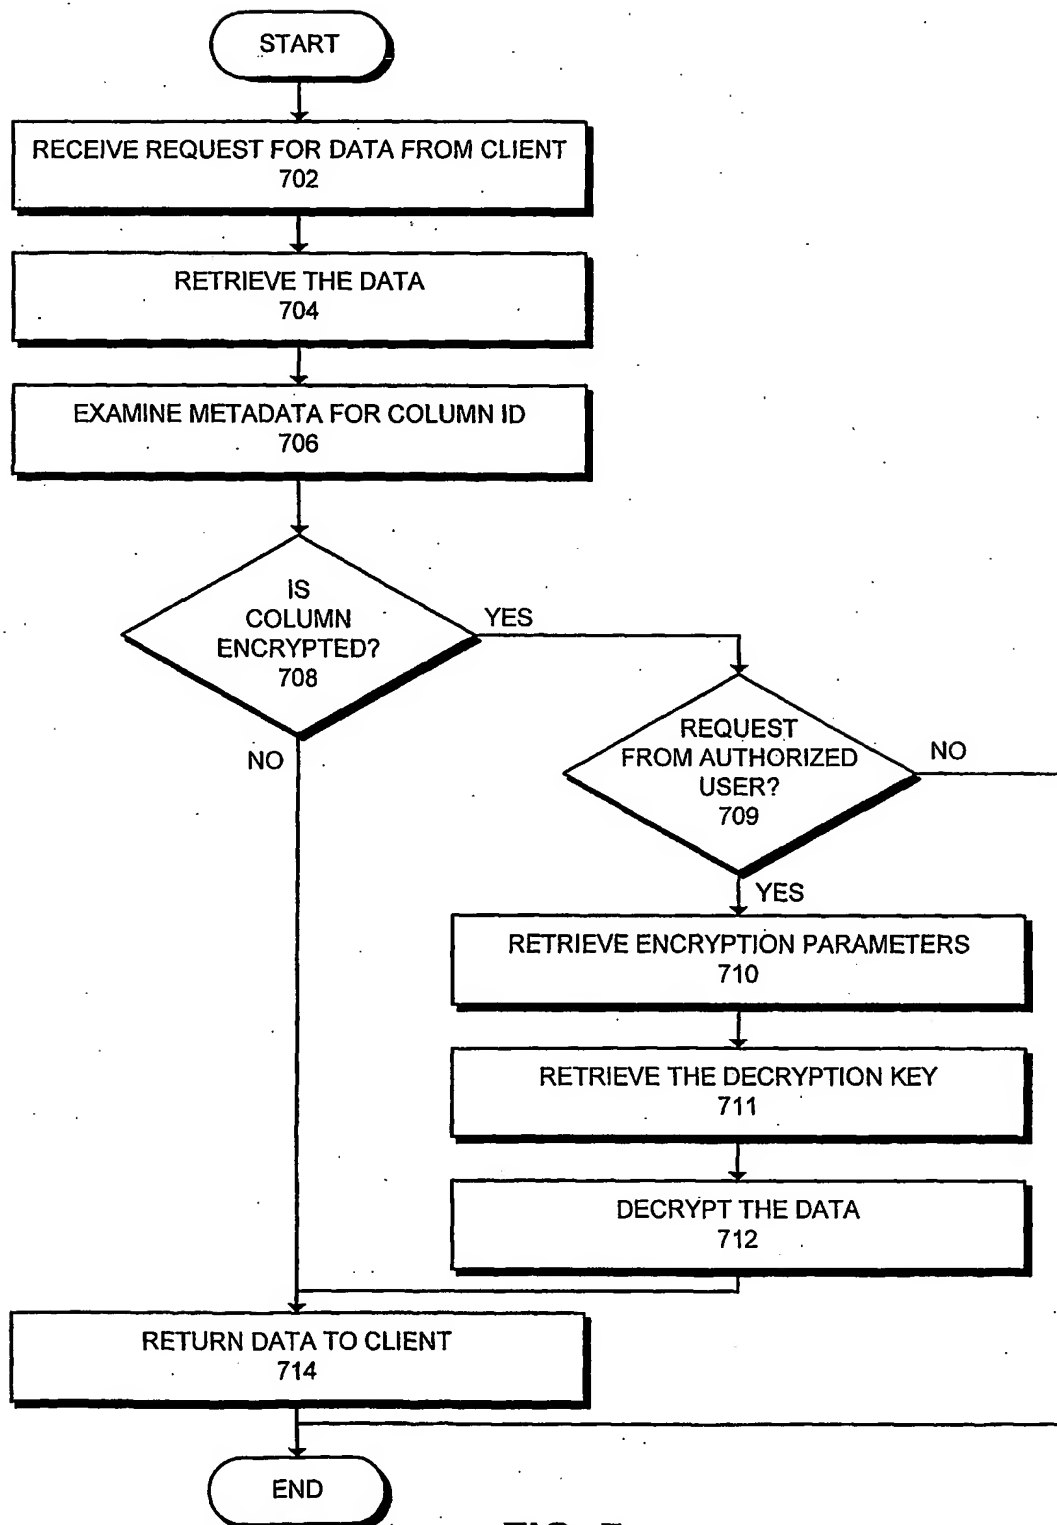 START
RECEIVE REQUEST FOR DATA FROM CLIENT
702
RETRIEVE THE DATA
704
EXAMINE METADATA FOR COLUMN ID
706
IS
COLUMN
ENCRYPTED?
708
YES
NO
REQUEST
FROM AUTHORIZED
USER?
709
NO
YES
RETRIEVE ENCRYPTION PARAMETERS
710
RETRIEVE THE DECRYPTION KEY
711
DECRYPT THE DATA
712
RETURN DATA TO CLIENT
714
END